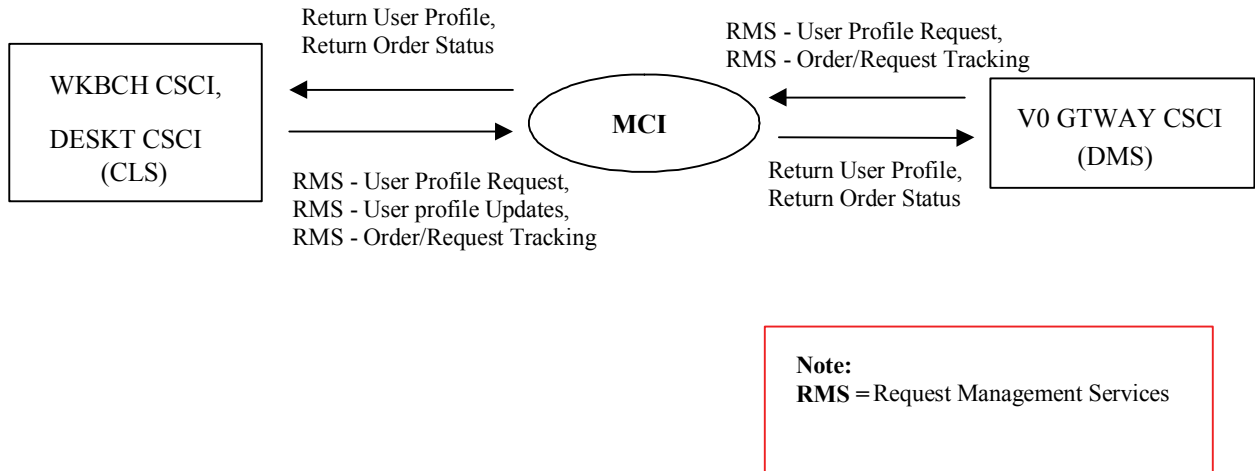 Return User Profile,
Return Order Status
RMS - User Profile Request,
RMS - Order/Request Tracking
WKBCH CSCI,
DESKT CSCI
(CLS)
MCI
V0 GTWAY CSCI
(DMS)
RMS - User Profile Request,
RMS - User profile Updates,
RMS - Order/Request Tracking
Return User Profile,
Return Order Status
Note:
RMS = Request Management Services